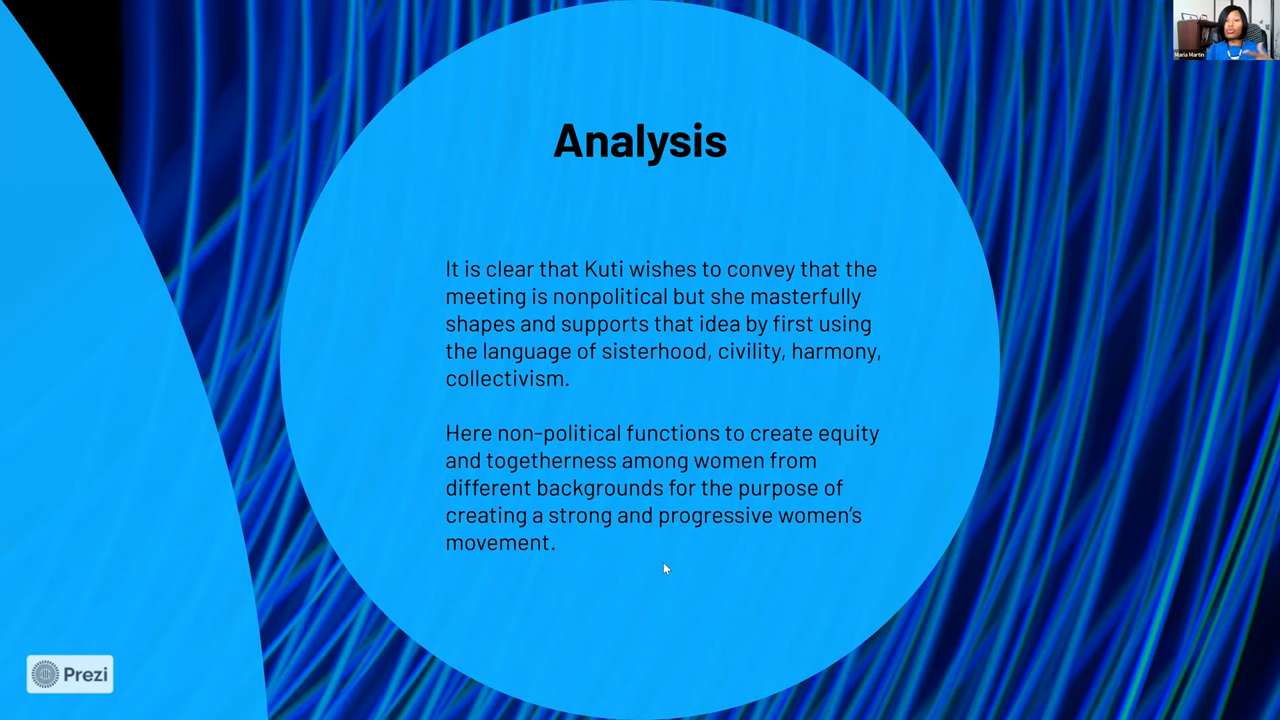 Maria Martin
Analysis
It is clear that Kuti wishes to convey that the
meeting is nonpolitical but she masterfully
shapes and supports that idea by first using
the language of sisterhood, civility, harmony,
collectivism.
Here non-political functions to create equity
and togetherness among women from
different backgrounds for the purpose of
creating a strong and progressive women's
movement.
Prezi